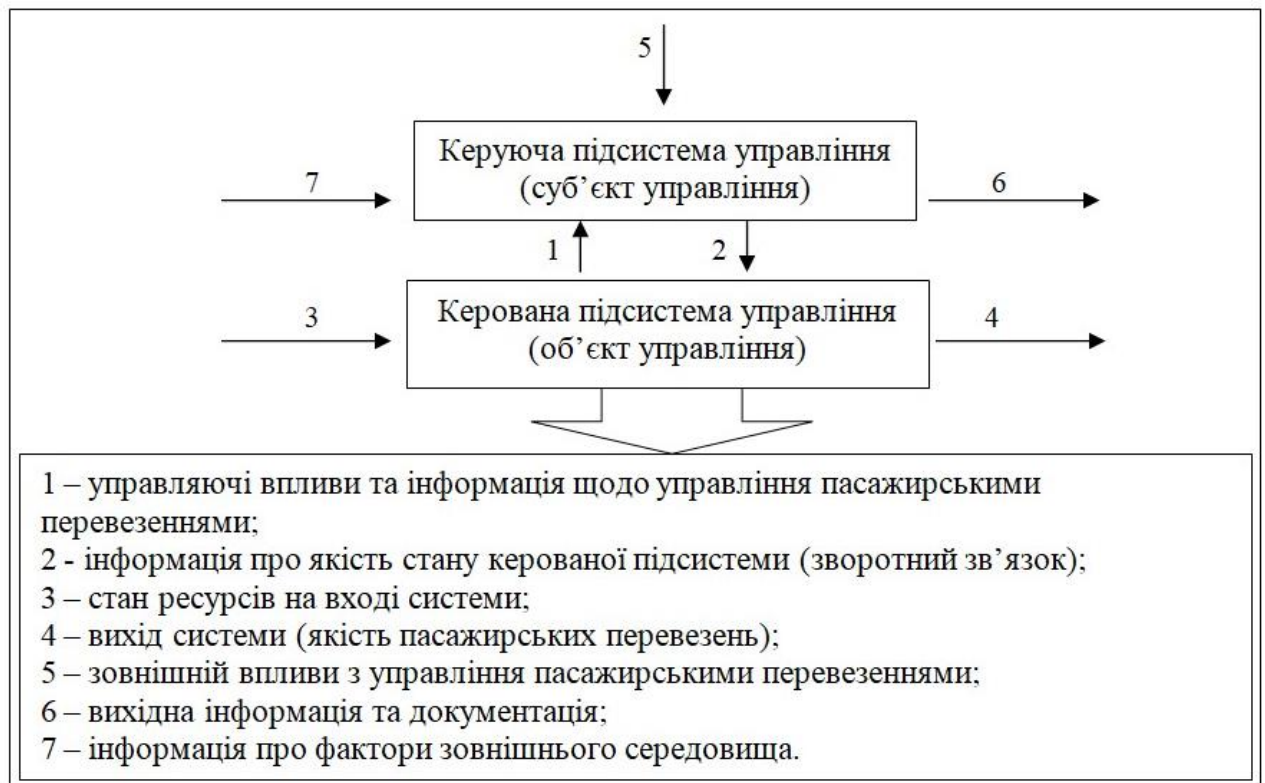 5
Керуюча підсистема управління
(суб’єкт управління)
7
6
1
2
Керована підсистема управління
(об’єкт управління)
3
4
1 – управляючі впливи та інформація щодо управління пасажирськими
перевезеннями;
2 - інформація про якість стану керованої підсистеми (зворотний зв’язок);
3 – стан ресурсів на вході системи;
4 – вихід системи (якість пасажирських перевезень);
5 – зовнішній впливи з управління пасажирськими перевезеннями;
6 – вихідна інформація та документація;
7 – інформація про фактори зовнішнього середовища.